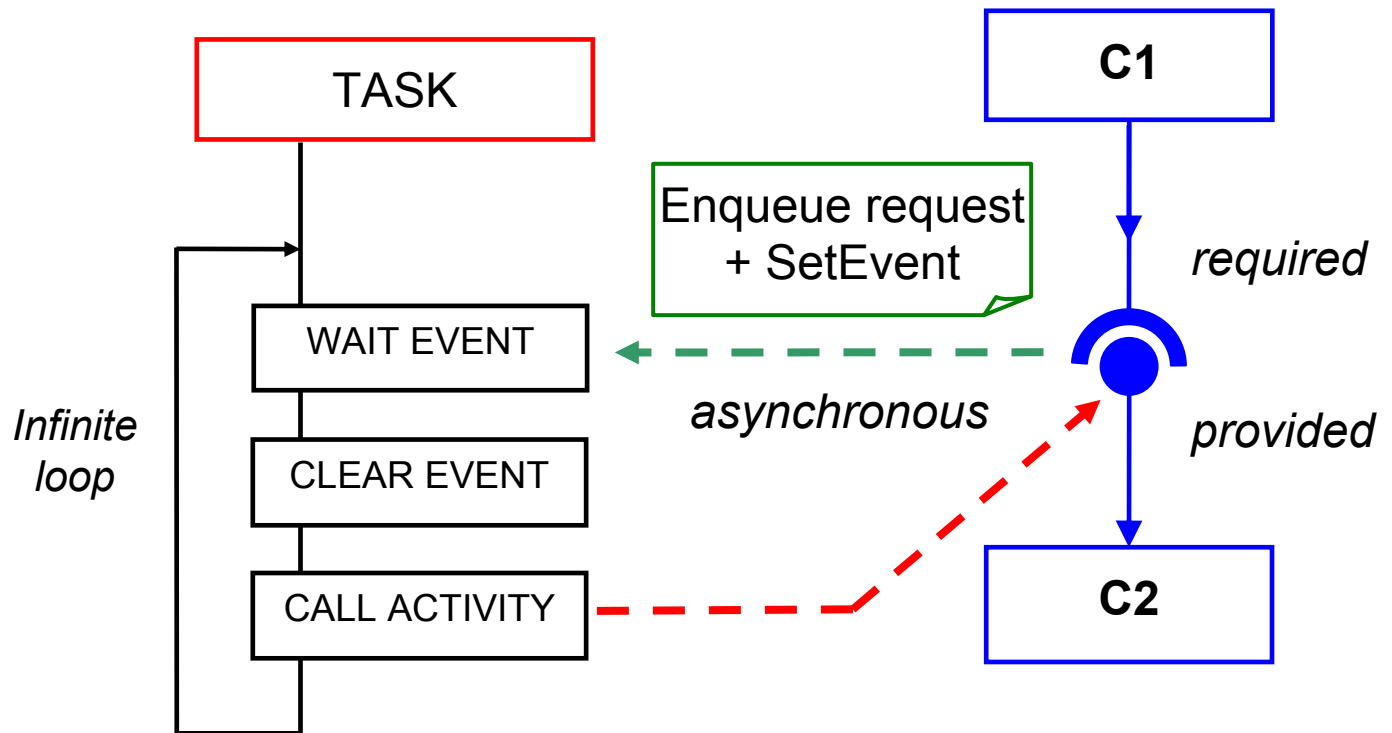 TASK
C1
Enqueue request
+ SetEvent
required
WAIT EVENT
asynchronous
provided
Infinite
loop
CLEAR EVENT
CALL ACTIVITY
C2